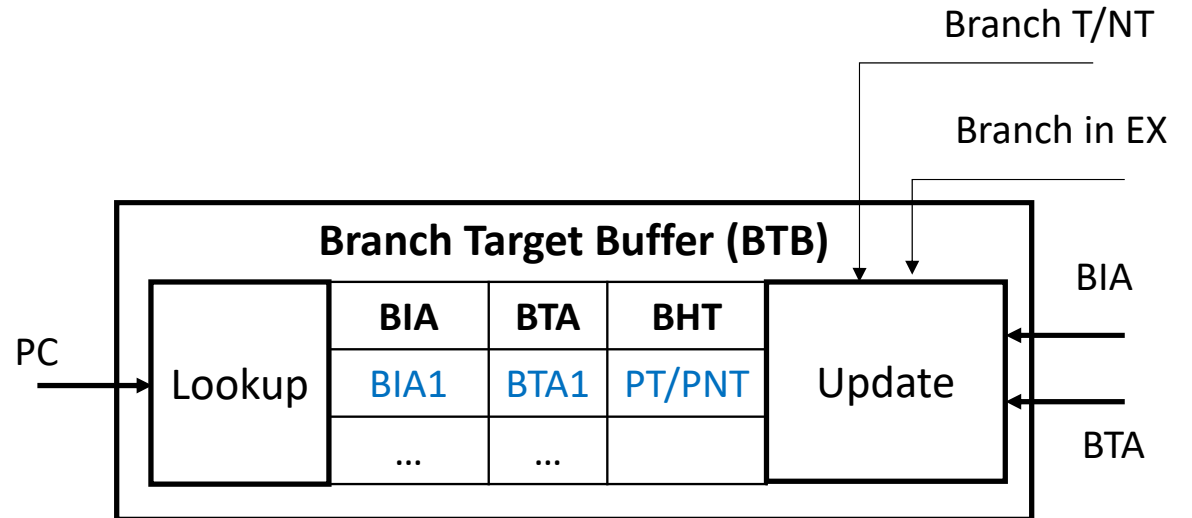 Branch T/NT
Branch in EX
Branch Target Buffer (BTB)
BIA
PC
Lookup
BIA BTA BHT
BIA1 BTA1 PT/PNT
... ...
Update
BTA